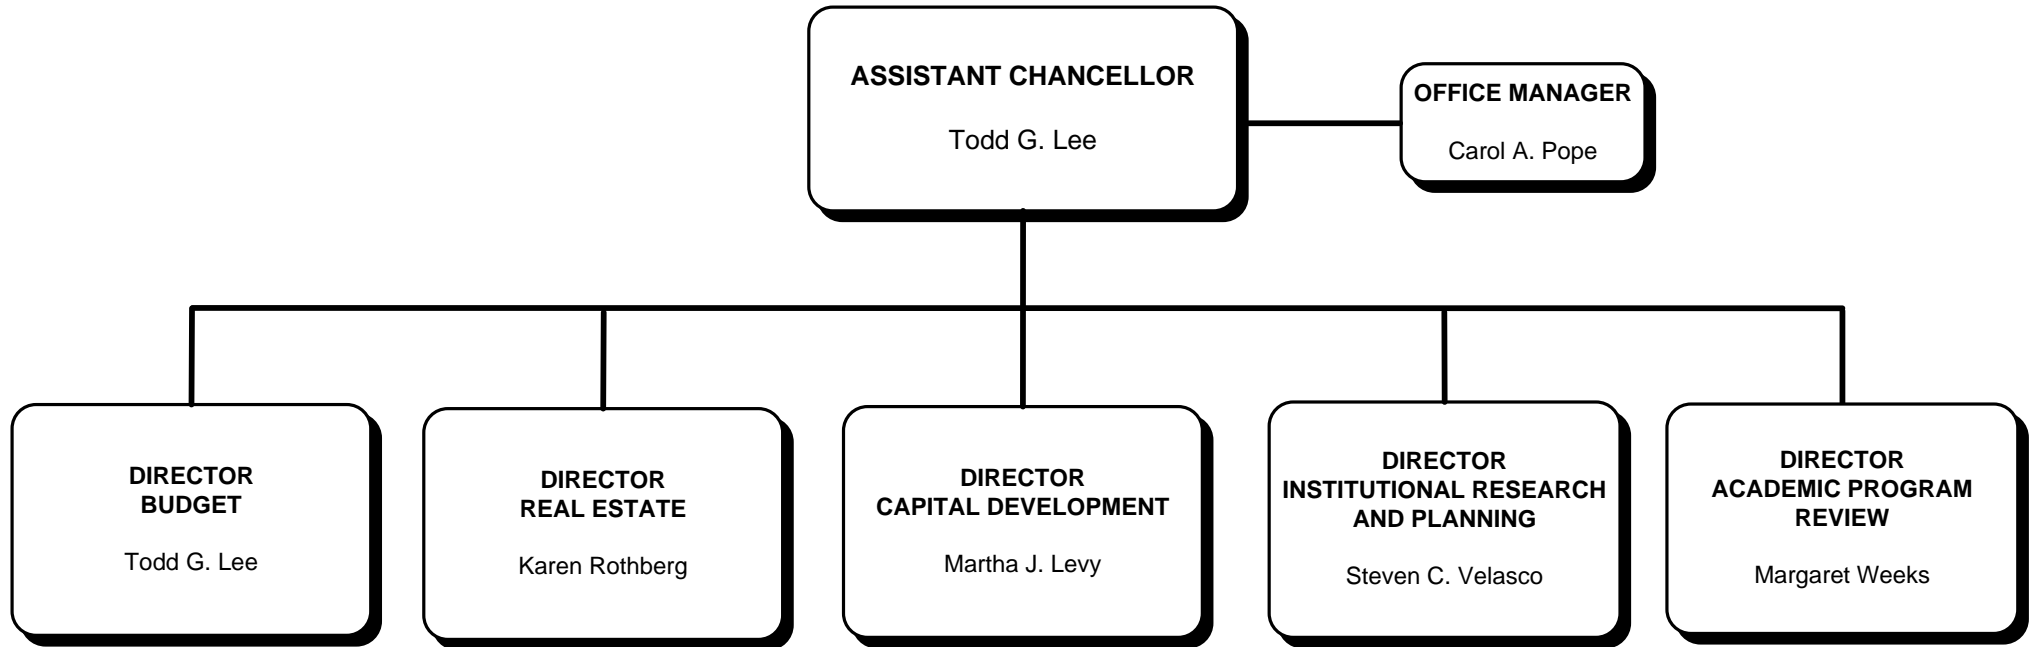 ASSISTANT CHANCELLOR
Todd G. Lee
OFFICE MANAGER
Carol A. Pope
DIRECTOR
BUDGET
Todd G. Lee
DIRECTOR
REAL ESTATE
Karen Rothberg
DIRECTOR
CAPITAL DEVELOPMENT
Martha J. Levy
DIRECTOR
INSTITUTIONAL RESEARCH
AND PLANNING
Steven C. Velasco
DIRECTOR
ACADEMIC PROGRAM
REVIEW
Margaret Weeks